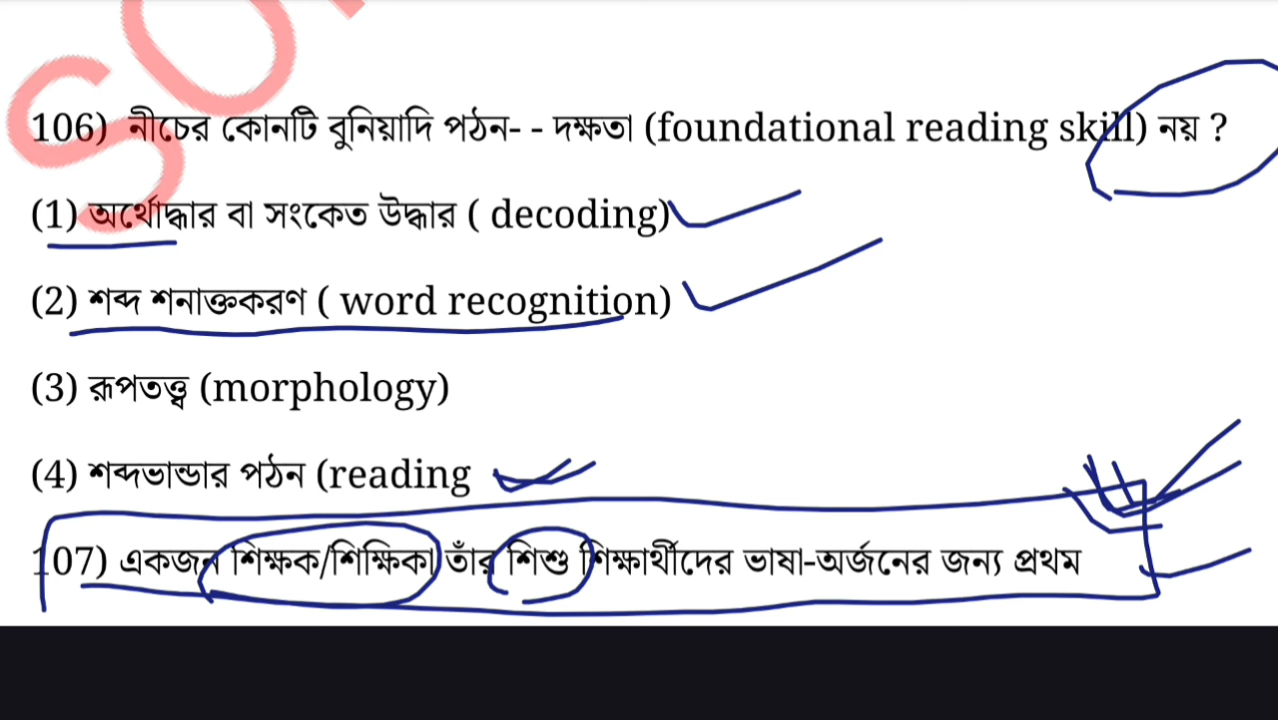 106) নীচের কোনটি বুনিয়াদি পঠন- - দক্ষতা (foundational reading skill) নয় ?
(1) অর্থোদ্ধার বা সংকেত উদ্ধার ( decoding)
(2) শব্দ শনাক্তকরণ ( word recognition)
(3) রূপতত্ত্ব (morphology)
(4) শব্দভান্ডার পঠন (reading
107) একজন শিক্ষক/শিক্ষিকা তাঁর শিশু শিক্ষার্থীদের ভাষা-অর্জনের জন্য প্রথম